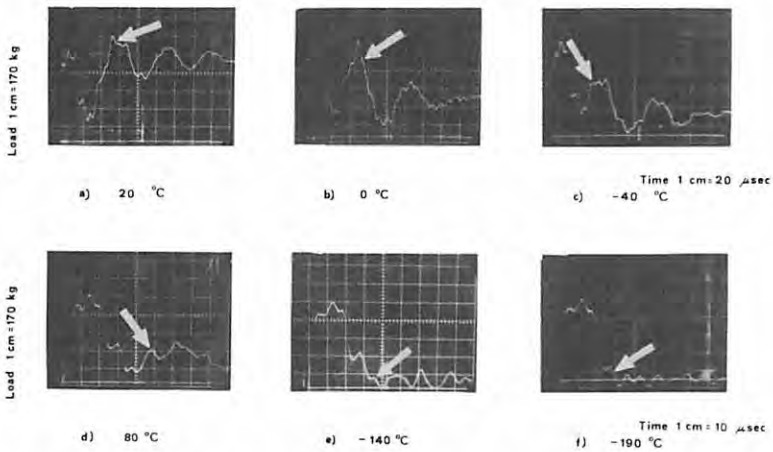 Load 1 cm=170 kg
a) 20 °C
b) 0 °C
Time 1 cm=20 μsec
c) -40 °C
Load 1 cm=170 kg
d) 80 °C
e) -140 °C
Time 1 cm=10 μsec
f) -190 °C